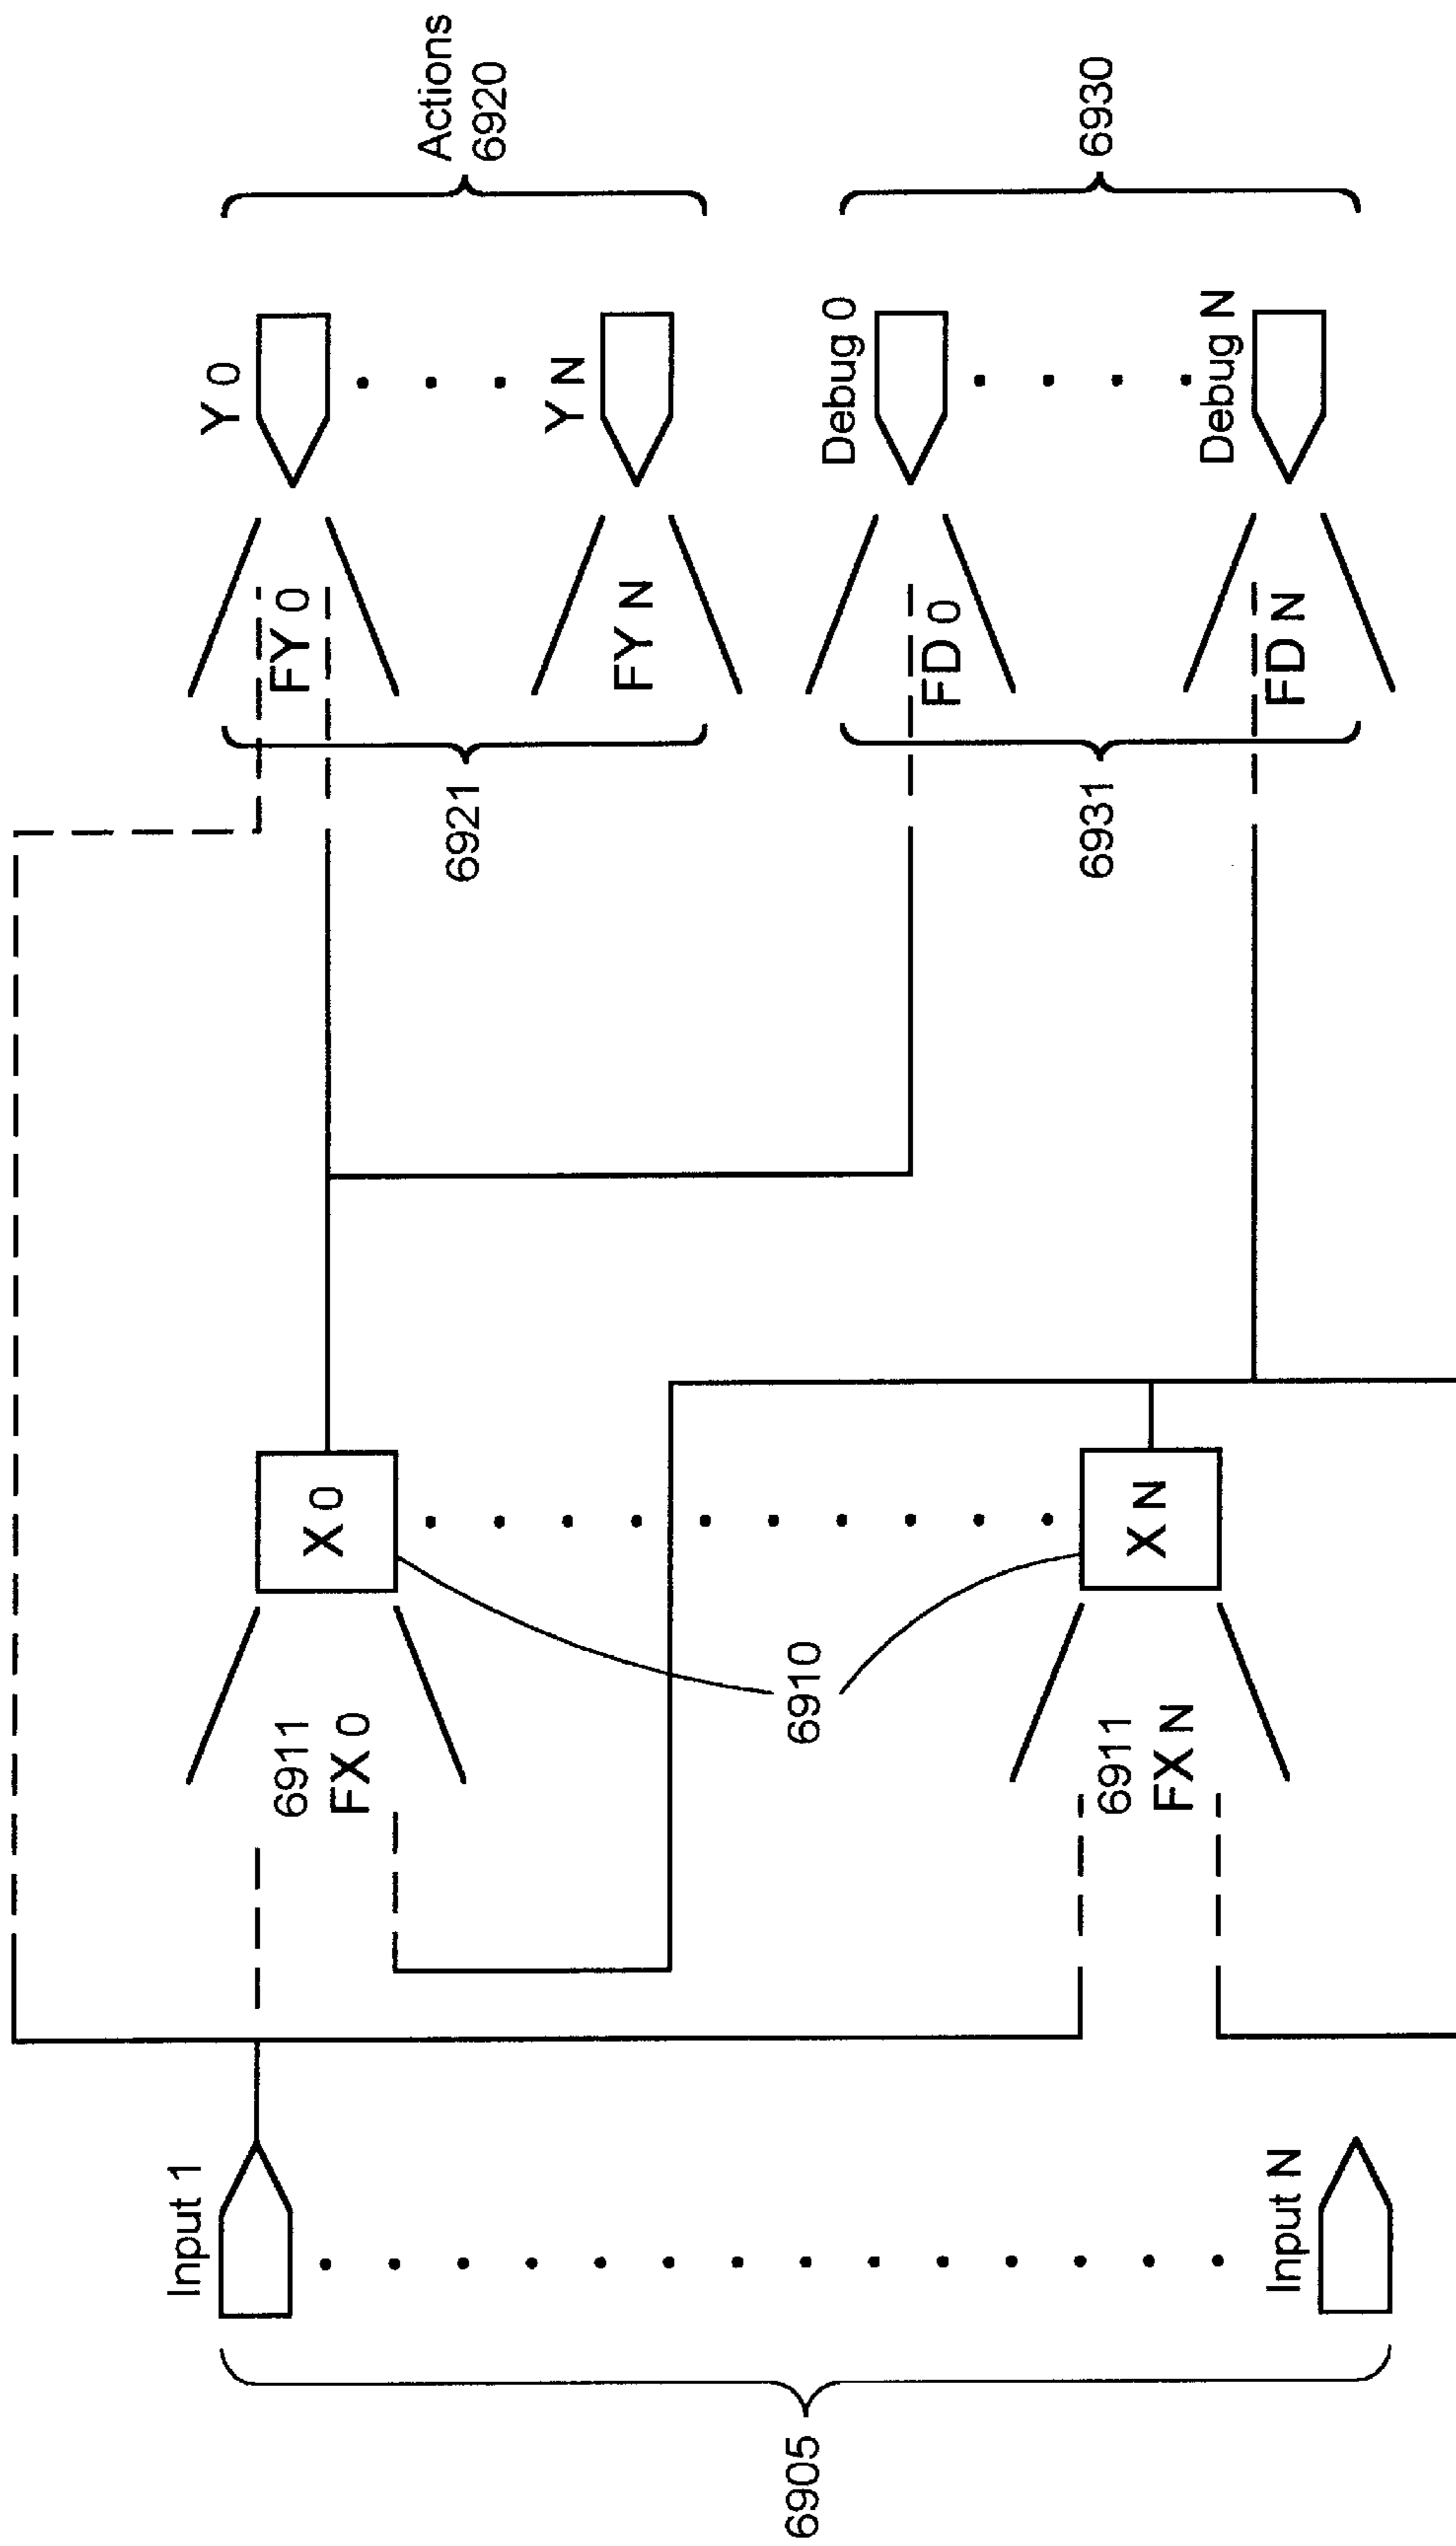 Input 1
Input N
6905
6911
FX 0
X 0
6910
6911
FX N
X N
6921
FY 0
Y 0
FY N
Y N
Actions
6920
6931
FD 0
Debug 0
FD N
Debug N
6930